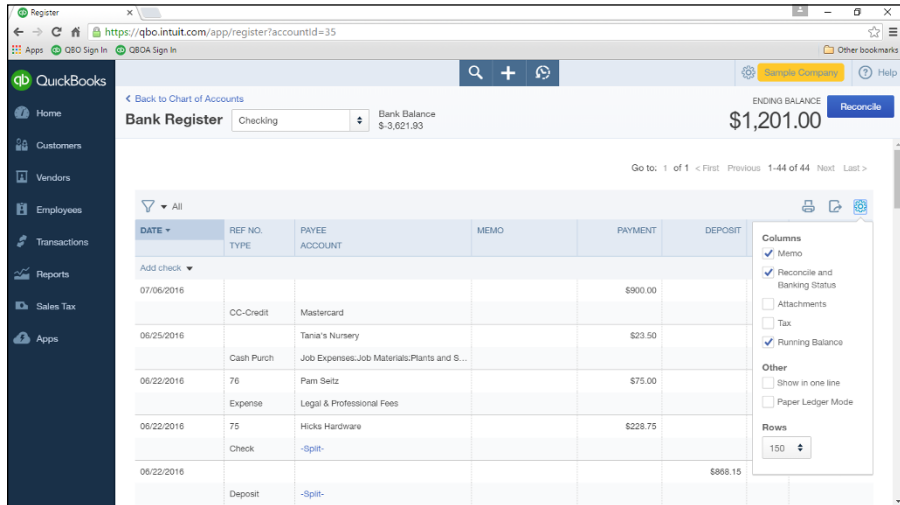 Register
https://qbo.intuit.com/app/register?accountId=35
Apps QBO Sign In QBOA Sign In Other bookmarks
qb QuickBooks
Sample Company Help
Home
Customers
Vendors
Employees
Transactions
Reports
Sales Tax
Apps
< Back to Chart of Accounts
Bank Register Checking
Bank Balance
$-3,621.93
ENDING BALANCE
$1,201.00
Reconcile
Go to: 1 of 1 < First Previous 1-44 of 44 Next Last >
All
DATE REF NO. PAYEE MEMO PAYMENT DEPOSIT
TYPE ACCOUNT
Add check
07/06/2016 $900.00
CC-Credit Mastercard
06/25/2016 Tania's Nursery $23.50
Cash Purch Job Expenses:Job Materials:Plants and S...
06/22/2016 76 Pam Seitz $75.00
Expense Legal & Professional Fees
06/22/2016 75 Hicks Hardware $228.75
Check -Split-
06/22/2016 $868.15
Deposit -Split-
Columns
Memo
Reconcile and
Banking Status
Attachments
Tax
Running Balance
Other
Show in one line
Paper Ledger Mode
Rows
150